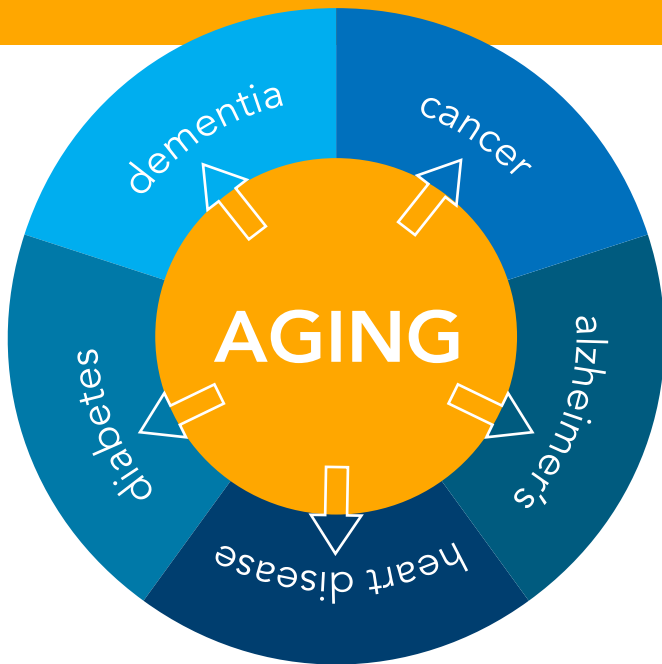 dementia
cancer
AGING
alzheimer's
diabetes
heart disease